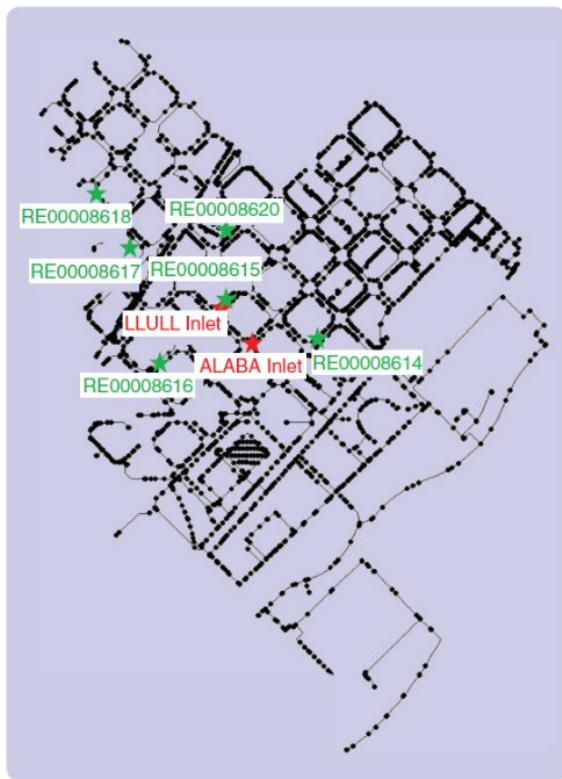 RE00008618
RE00008620
RE00008617
RE00008615
LLULL Inlet
ALABA Inlet
RE00008614
RE00008616